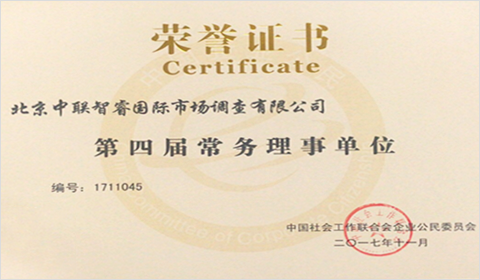 荣誉证书
Certificate
北京中联智睿国际市场调查有限公司
第四届常务理事单位
编号：1711045
中国社会工作联合会企业公民委员会
二〇一七年十一月